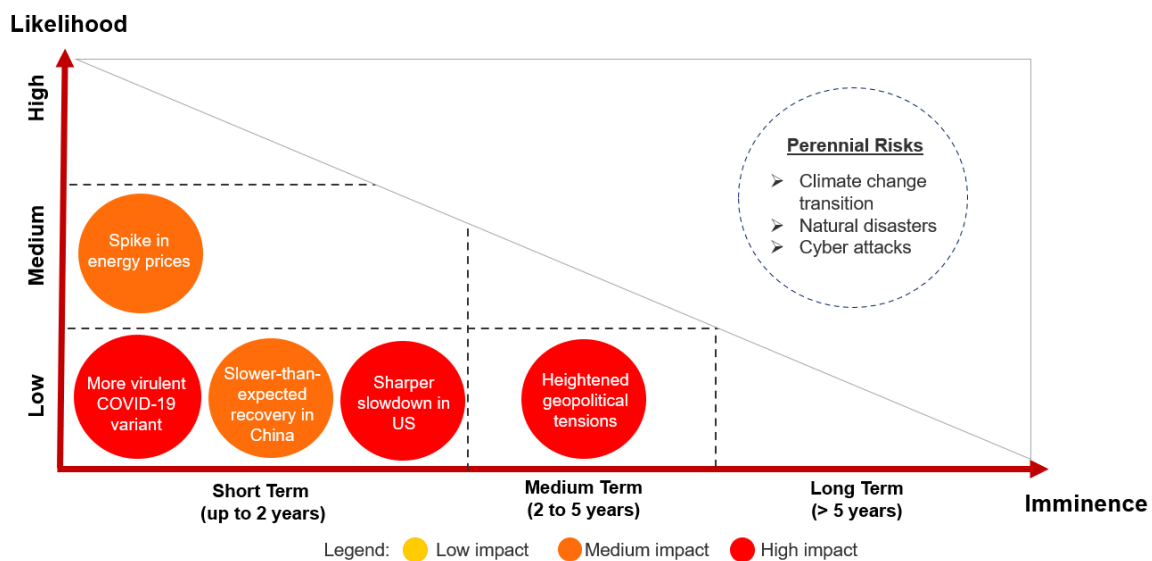 Likelihood
High
Medium
Low
Perennial Risks
➢ Climate change
transition
➢ Natural disasters
➢ Cyber attacks
Spike in
energy prices
More virulent
COVID-19
variant
Slower-than-
expected
recovery in
China
Sharper
slowdown in
US
Heightened
geopolitical
tensions
Short Term
(up to 2 years)
Medium Term
(2 to 5 years)
Long Term
(> 5 years)
Imminence
Legend: Low impact Medium impact High impact